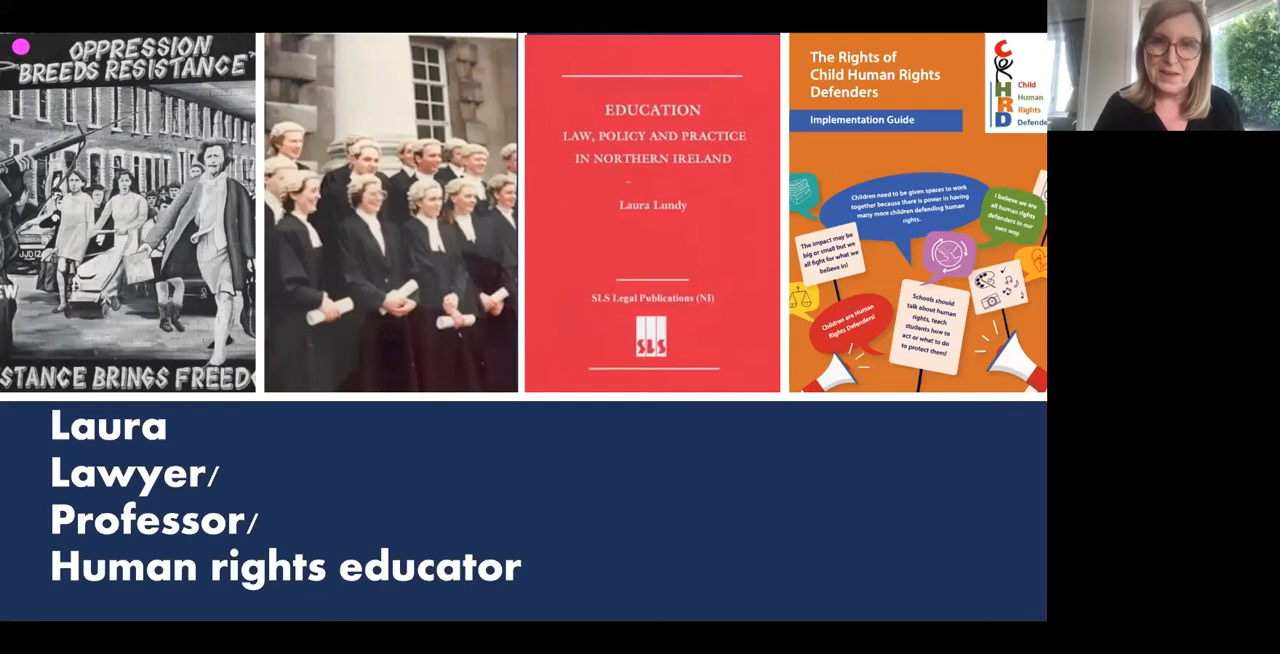 OPPRESSION
BREEDS RESISTANCE"
JJD12
STANCE BRINGS FREED
EDUCATION
LAW, POLICY AND PRACTICE
IN NORTHERN IRELAND
Laura Lundy
SLS Legal Publications (NI)
SLS
The Rights of
Child Human Rights
Defenders
Implementation Guide
CHRD
Child
Human
Rights
Defende
Children need to be given spaces to work
together because there is power in having
many more children defending human
rights.
I believe we are
all human rights
defenders in our
own way.
The impact may be
big or small but we
all fight for what we
believe in!
Children are Human
Rights Defenders!
Schools should
talk about human
rights, teach
students how to
act or what to do
to protect them!
Laura
Lawyer/
Professor/
Human rights educator